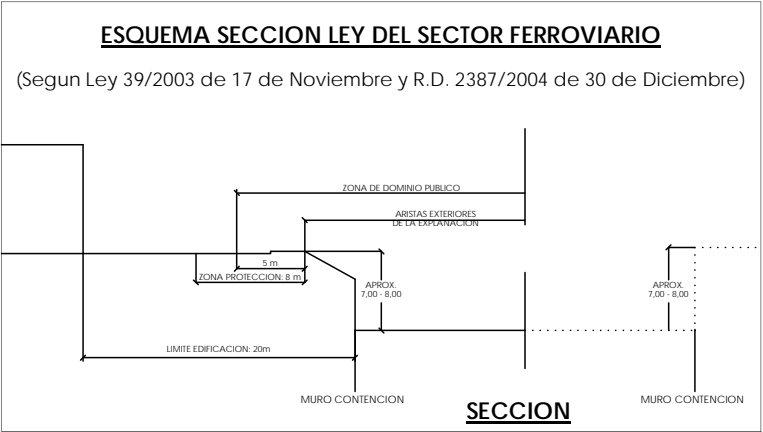 ESQUEMA SECCION LEY DEL SECTOR FERROVIARIO
(Segun Ley 39/2003 de 17 de Noviembre y R.D. 2387/2004 de 30 de Diciembre)
ZONA DE DOMINIO PUBLICO
ARISTAS EXTERIORES
DE LA EXPLANACION
5 m
ZONA PROTECCION: 8 m
APROX.
7,00 - 8,00
APROX.
7,00 - 8,00
LIMITE EDIFICACION: 20m
MURO CONTENCION
SECCION
MURO CONTENCION